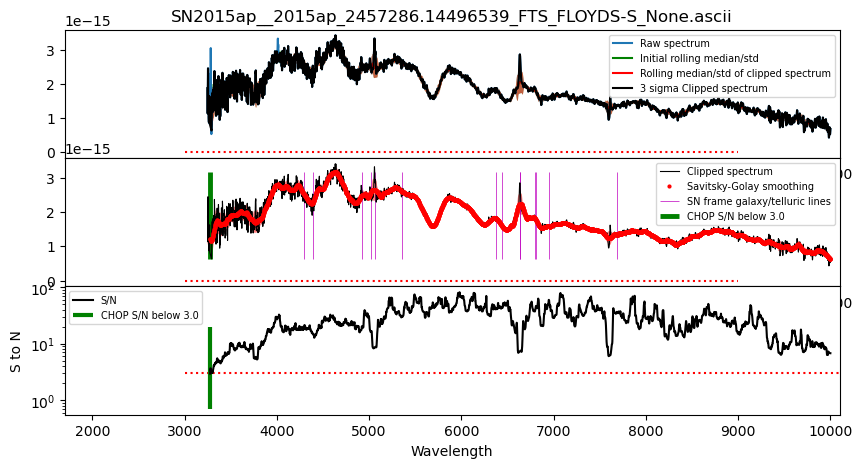 SN2015ap__2015ap_2457286.14496539_FTS_FLOYDS-S_None.ascii
1e−15
3
2
1
0
Raw spectrum
Initial rolling median/std
Rolling median/std of clipped spectrum
3 sigma Clipped spectrum
1e−15
00
3
2
1
0
Clipped spectrum
Savitsky-Golay smoothing
SN frame galaxy/telluric lines
CHOP S/N below 3.0
00
S to N
10²
10¹
10⁰
S/N
CHOP S/N below 3.0
2000 3000 4000 5000 6000 7000 8000 9000 10000
Wavelength